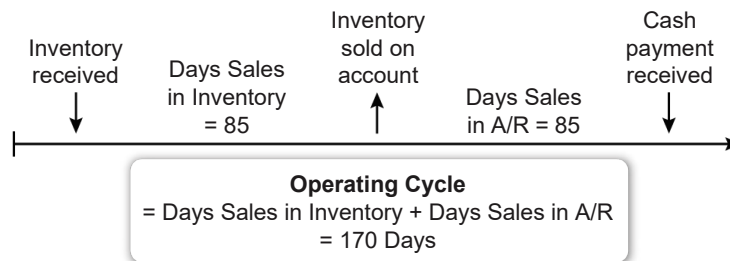 Inventory
received
Days Sales
in Inventory
= 85
Inventory
sold on
account
Days Sales
in A/R = 85
Cash
payment
received
Operating Cycle
= Days Sales in Inventory + Days Sales in A/R
= 170 Days